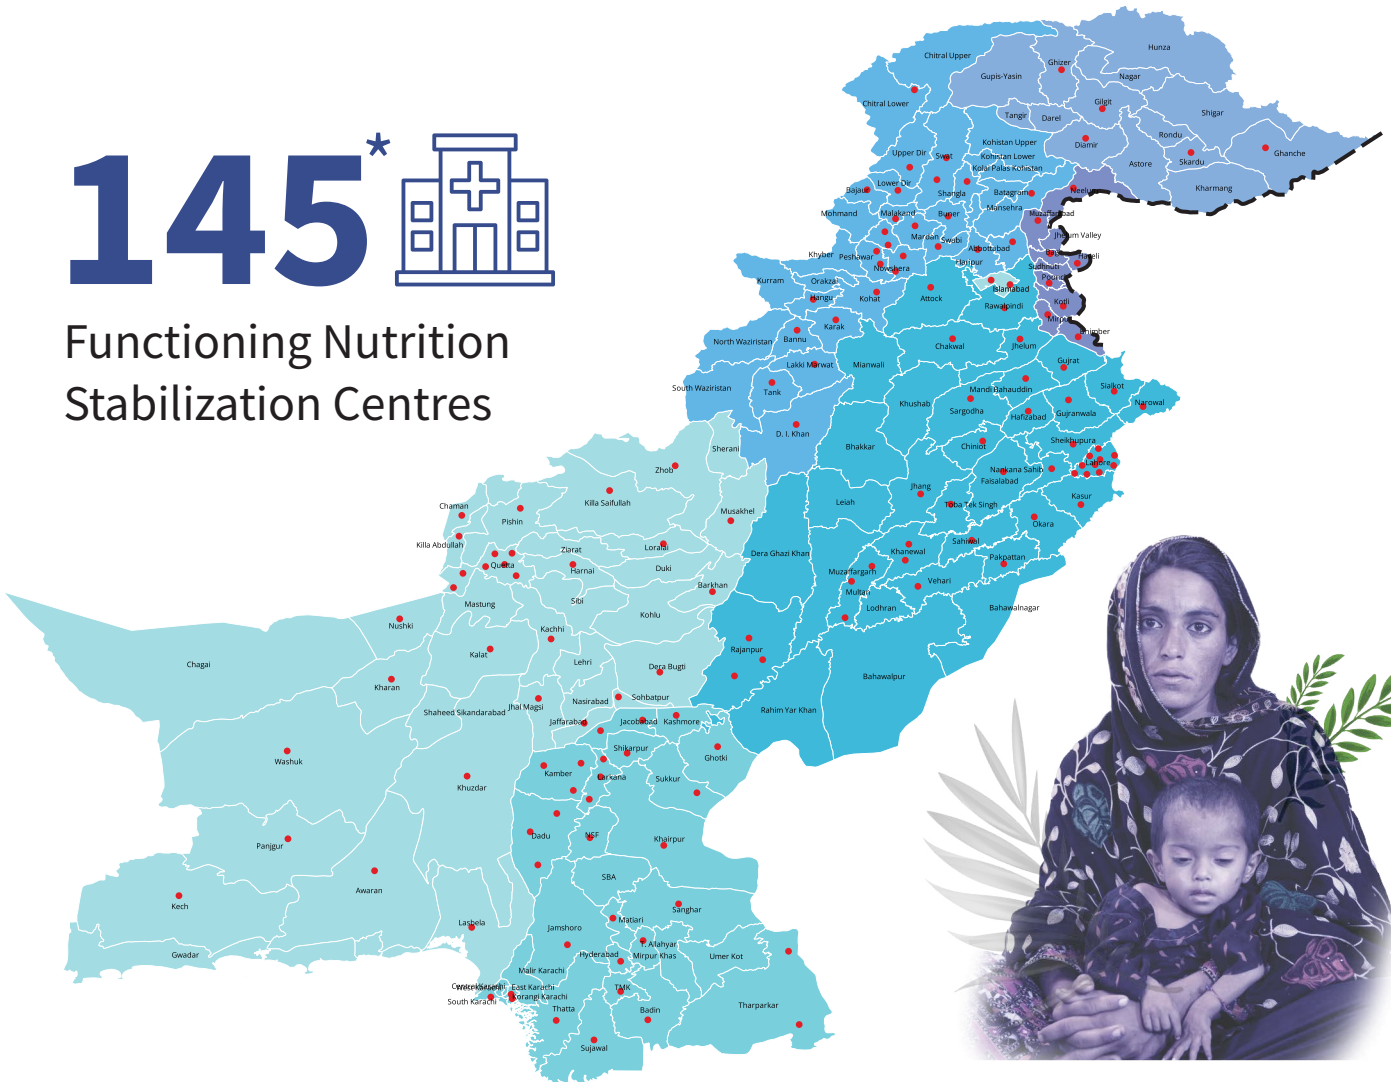 145*
Functioning Nutrition
Stabilization Centres
Chitral Upper
Hunza
Ghizer
Gupis-Yasin
Nagar
Chitral Lower
Gilgit
Shigar
Tangir
Darel
Rondu
Kohistan Upper
Diamir
Upper Dir
Swat
Kohistan Lower
Ghanche
Kolai Palas Kohistan
Astore
Skardu
Bajaur
Lower Dir
Shangla
Batagram
Neelum
Kharmang
Mohmand
Malakand
Buner
Mansehra
Muzaffarabad
Mardan
Swabi
Jhelum Valley
Khyber
Peshawar
Abbottabad
Bagh
Haveli
Nowshera
Haripur
Sudhnuti
Kurram
Orakzai
Poonch
Hangu
Kohat
Attock
Islamabad
Rawalpindi
Kotli
Mirpur
Karak
Bhimber
North Waziristan
Bannu
Chakwal
Jhelum
Lakki Marwat
Mianwali
Gujrat
South Waziristan
Tank
Mandi Bahauddin
Sialkot
Khushab
Sargodha
Hafizabad
Gujranwala
Narowal
D. I. Khan
Bhakkar
Chiniot
Sheikhupura
Sherani
Zhob
Nankana Sahib
Lahore
Faisalabad
Killa Saifullah
Leiah
Jhang
Toba Tek Singh
Kasur
Chaman
Pishin
Musakhel
Okara
Killa Abdullah
Ziarat
Loralai
Dera Ghazi Khan
Khanewal
Sahiwal
Pakpattan
Quetta
Harnai
Duki
Muzaffargarh
Vehari
Barkhan
Multan
Mastung
Sibi
Kohlu
Lodhran
Bahawalnagar
Nushki
Kachhi
Rajanpur
Chagai
Kalat
Lehri
Dera Bugti
Bahawalpur
Kharan
Nasirabad
Sohbatpur
Shaheed Sikandarabad
Jhal Magsi
Rahim Yar Khan
Jaffarabad
Jacobabad
Kashmore
Shikarpur
Ghotki
Washuk
Kamber
Larkana
Sukkur
Khuzdar
Dadu
NSF
Khairpur
Panjgur
SBA
Awaran
Kech
Sanghar
Lasbela
Matiari
Jamshoro
T. Allahyar
Gwadar
Hyderabad
Mirpur Khas
Umer Kot
Malir Karachi
East Karachi
TMK
South Karachi
Korangi Karachi
Thatta
Badin
Tharparkar
Sujawal